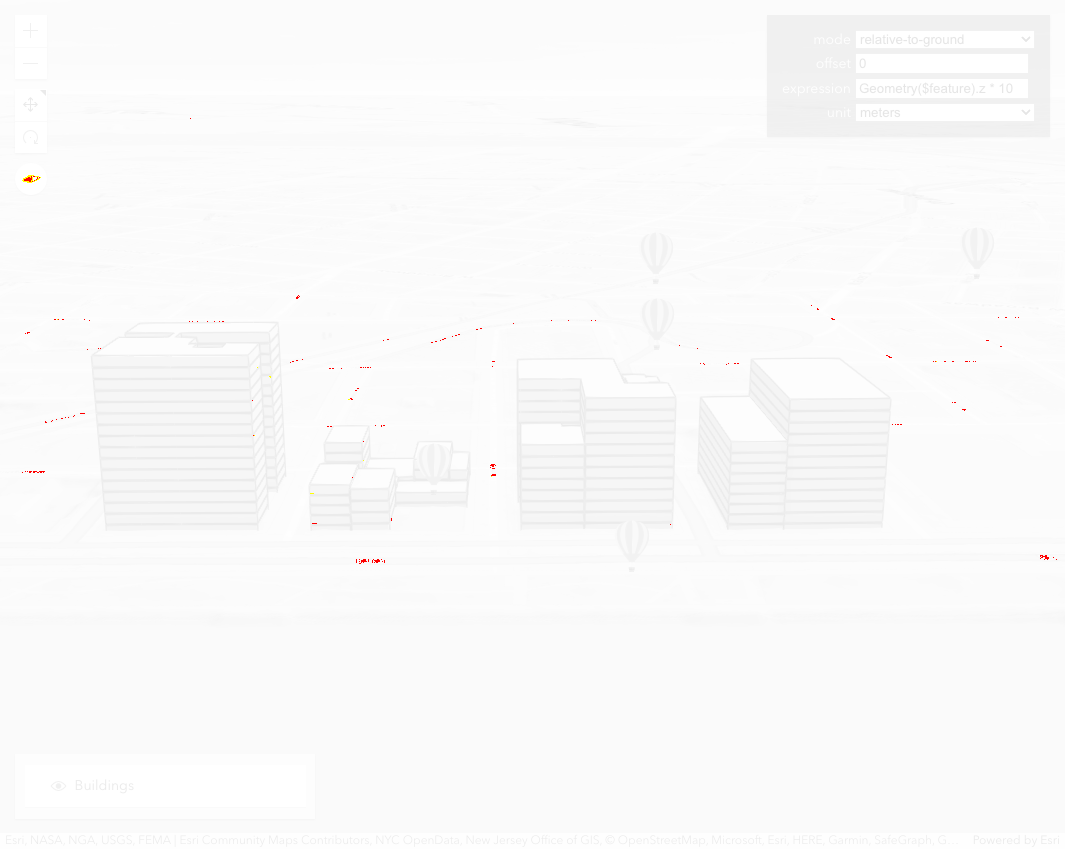 mode relative-to-ground
offset 0
expression Geometry($feature).z * 10
unit meters
Buildings
Esri, NASA, NGA, USGS, FEMA | Esri Community Maps Contributors, NYC OpenData, New Jersey Office of GIS, © OpenStreetMap, Microsoft, Esri, HERE, Garmin, SafeGraph, G ... Powered by Esri